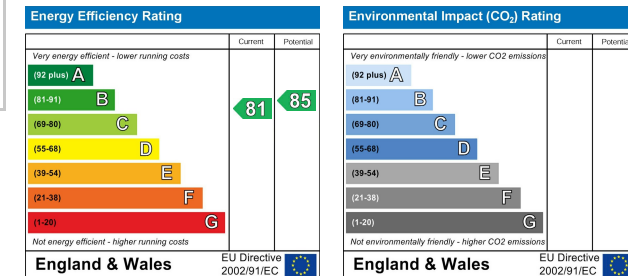 Energy Efficiency Rating
Current Potential
Very energy efficient - lower running costs
(92 plus) A
(81-91) B
(69-80) C
(55-68) D
(39-54) E
(21-38) F
(1-20) G
81
85
Not energy efficient - higher running costs
England & Wales
EU Directive
2002/91/EC
Environmental Impact (CO₂) Rating
Current Potentia
Very environmentally friendly - lower CO2 emissions
(92 plus) A
(81-91) B
(69-80) C
(55-68) D
(39-54) E
(21-38) F
(1-20) G
Not environmentally friendly - higher CO2 emissions
England & Wales
EU Directive
2002/91/EC